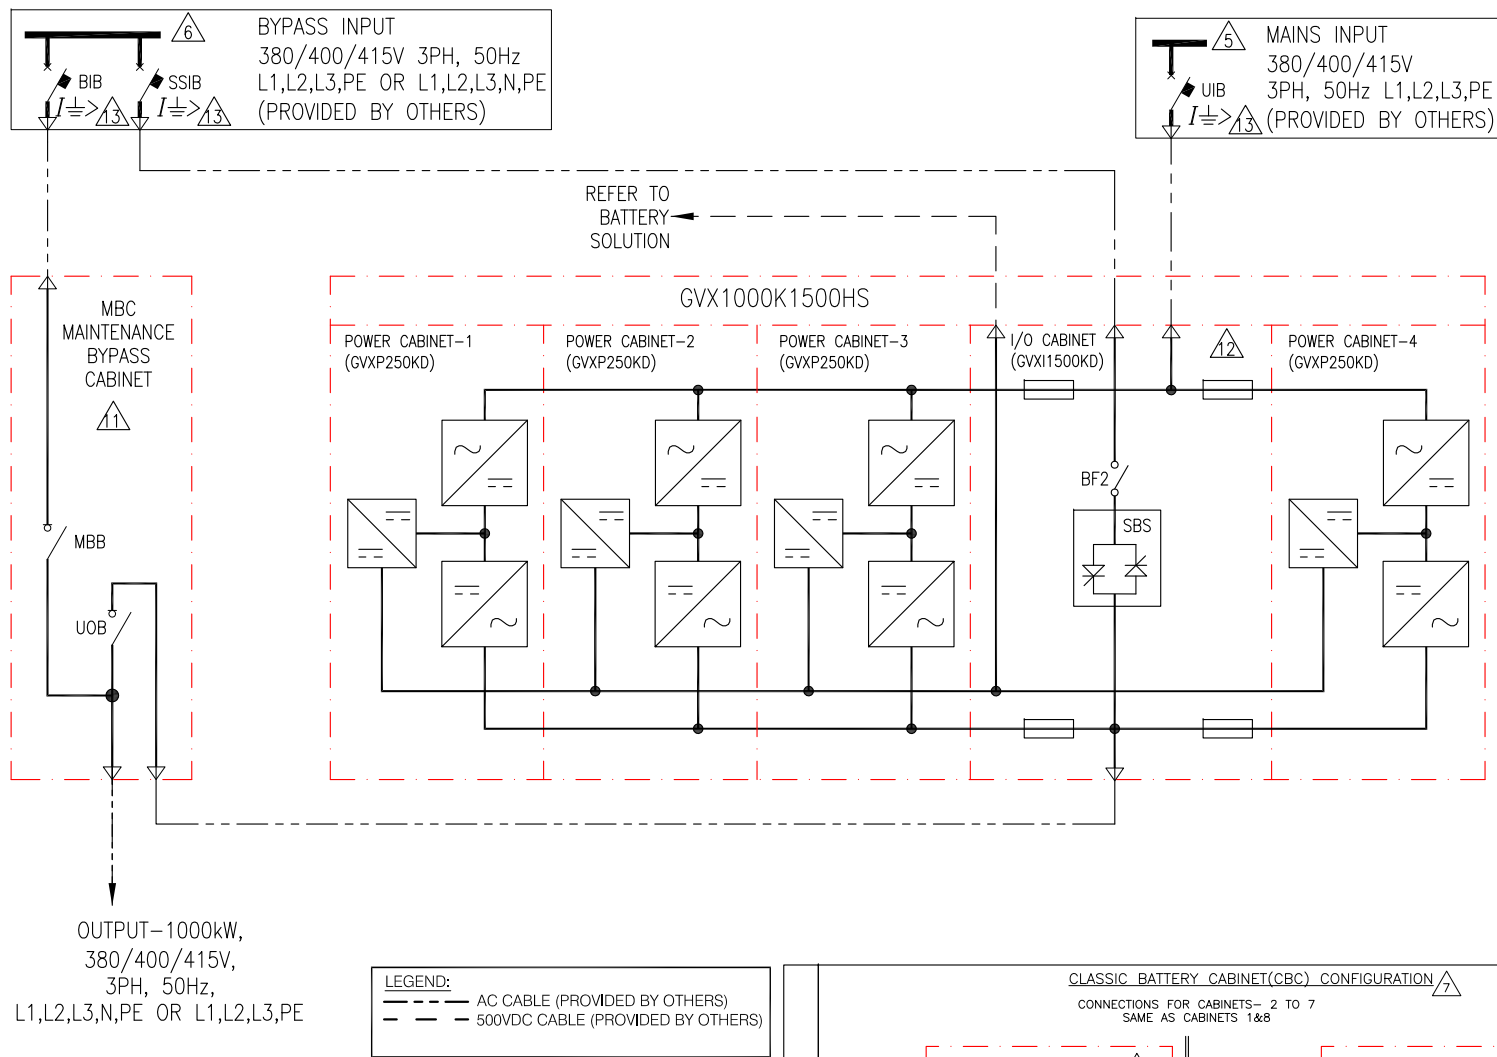 6
BYPASS INPUT
380/400/415V 3PH, 50Hz
L1,L2,L3,PE OR L1,L2,L3,N,PE
(PROVIDED BY OTHERS)
BIB
SSIB
I
>
13
I
>
13
5
MAINS INPUT
380/400/415V
3PH, 50Hz L1,L2,L3,PE
(PROVIDED BY OTHERS)
UIB
I
>
13
REFER TO
BATTERY
SOLUTION
MBC
MAINTENANCE
BYPASS
CABINET
11
MBB
UOB
GVX1000K1500HS
POWER CABINET-1
(GVXP250KD)
POWER CABINET-2
(GVXP250KD)
POWER CABINET-3
(GVXP250KD)
I/O CABINET
(GVXI1500KD)
12
POWER CABINET-4
(GVXP250KD)
BF2
SBS
OUTPUT-1000kW,
380/400/415V,
3PH, 50Hz,
L1,L2,L3,N,PE OR L1,L2,L3,PE
LEGEND:
AC CABLE (PROVIDED BY OTHERS)
500VDC CABLE (PROVIDED BY OTHERS)
CLASSIC BATTERY CABINET(CBC) CONFIGURATION
7
CONNECTIONS FOR CABINETS- 2 TO 7
SAME AS CABINETS 1&8